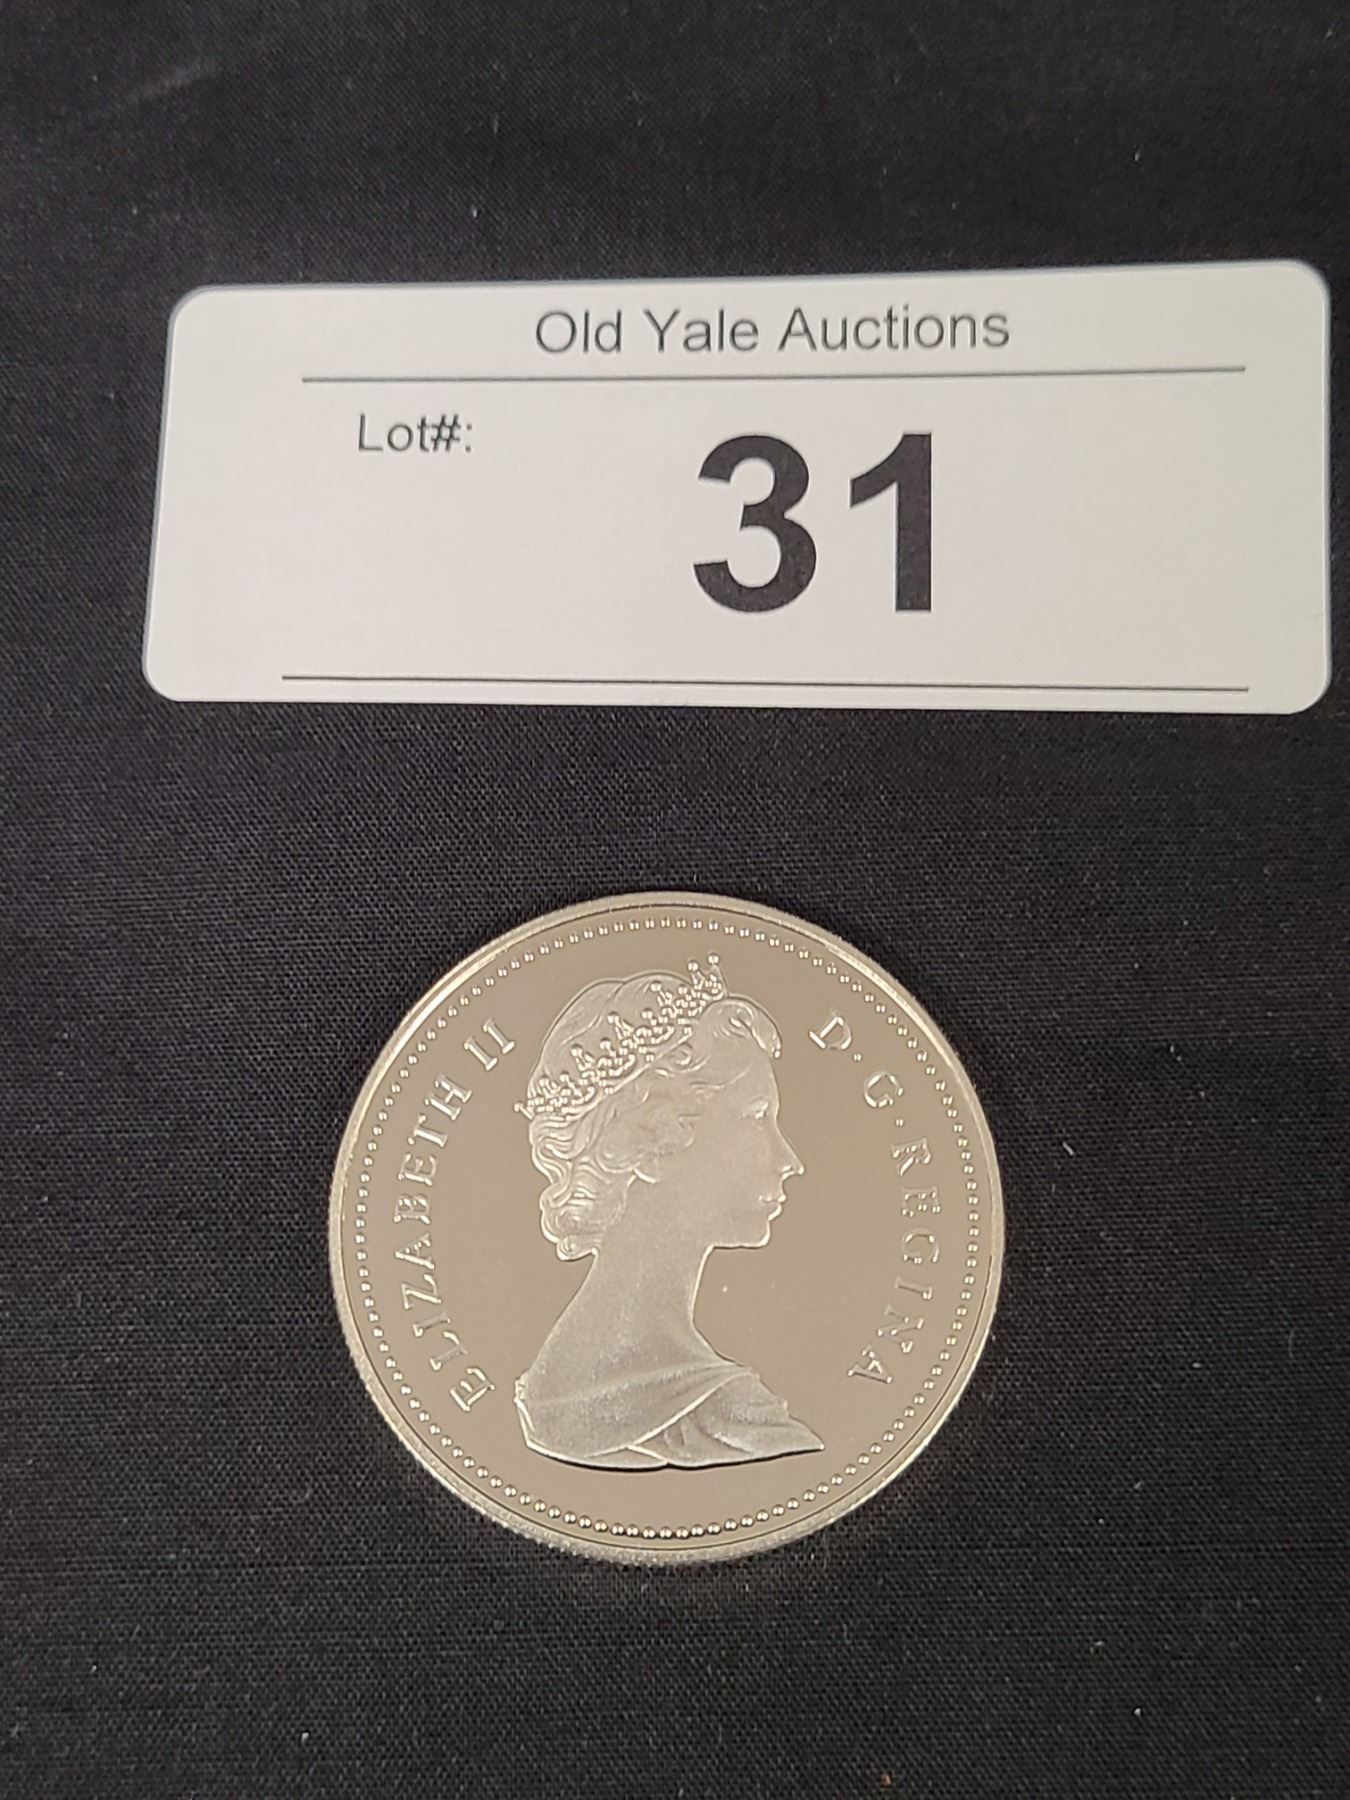 Old Yale Auctions
Lot#:
31
ELIZABETH II
D·G·REGINA